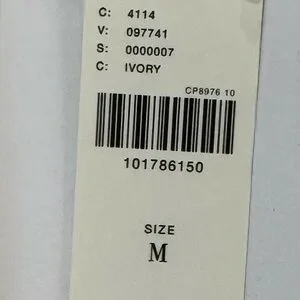 C: 4114
V: 097741
S: 0000007
C: IVORY
CP8976 10
101786150
SIZE
M